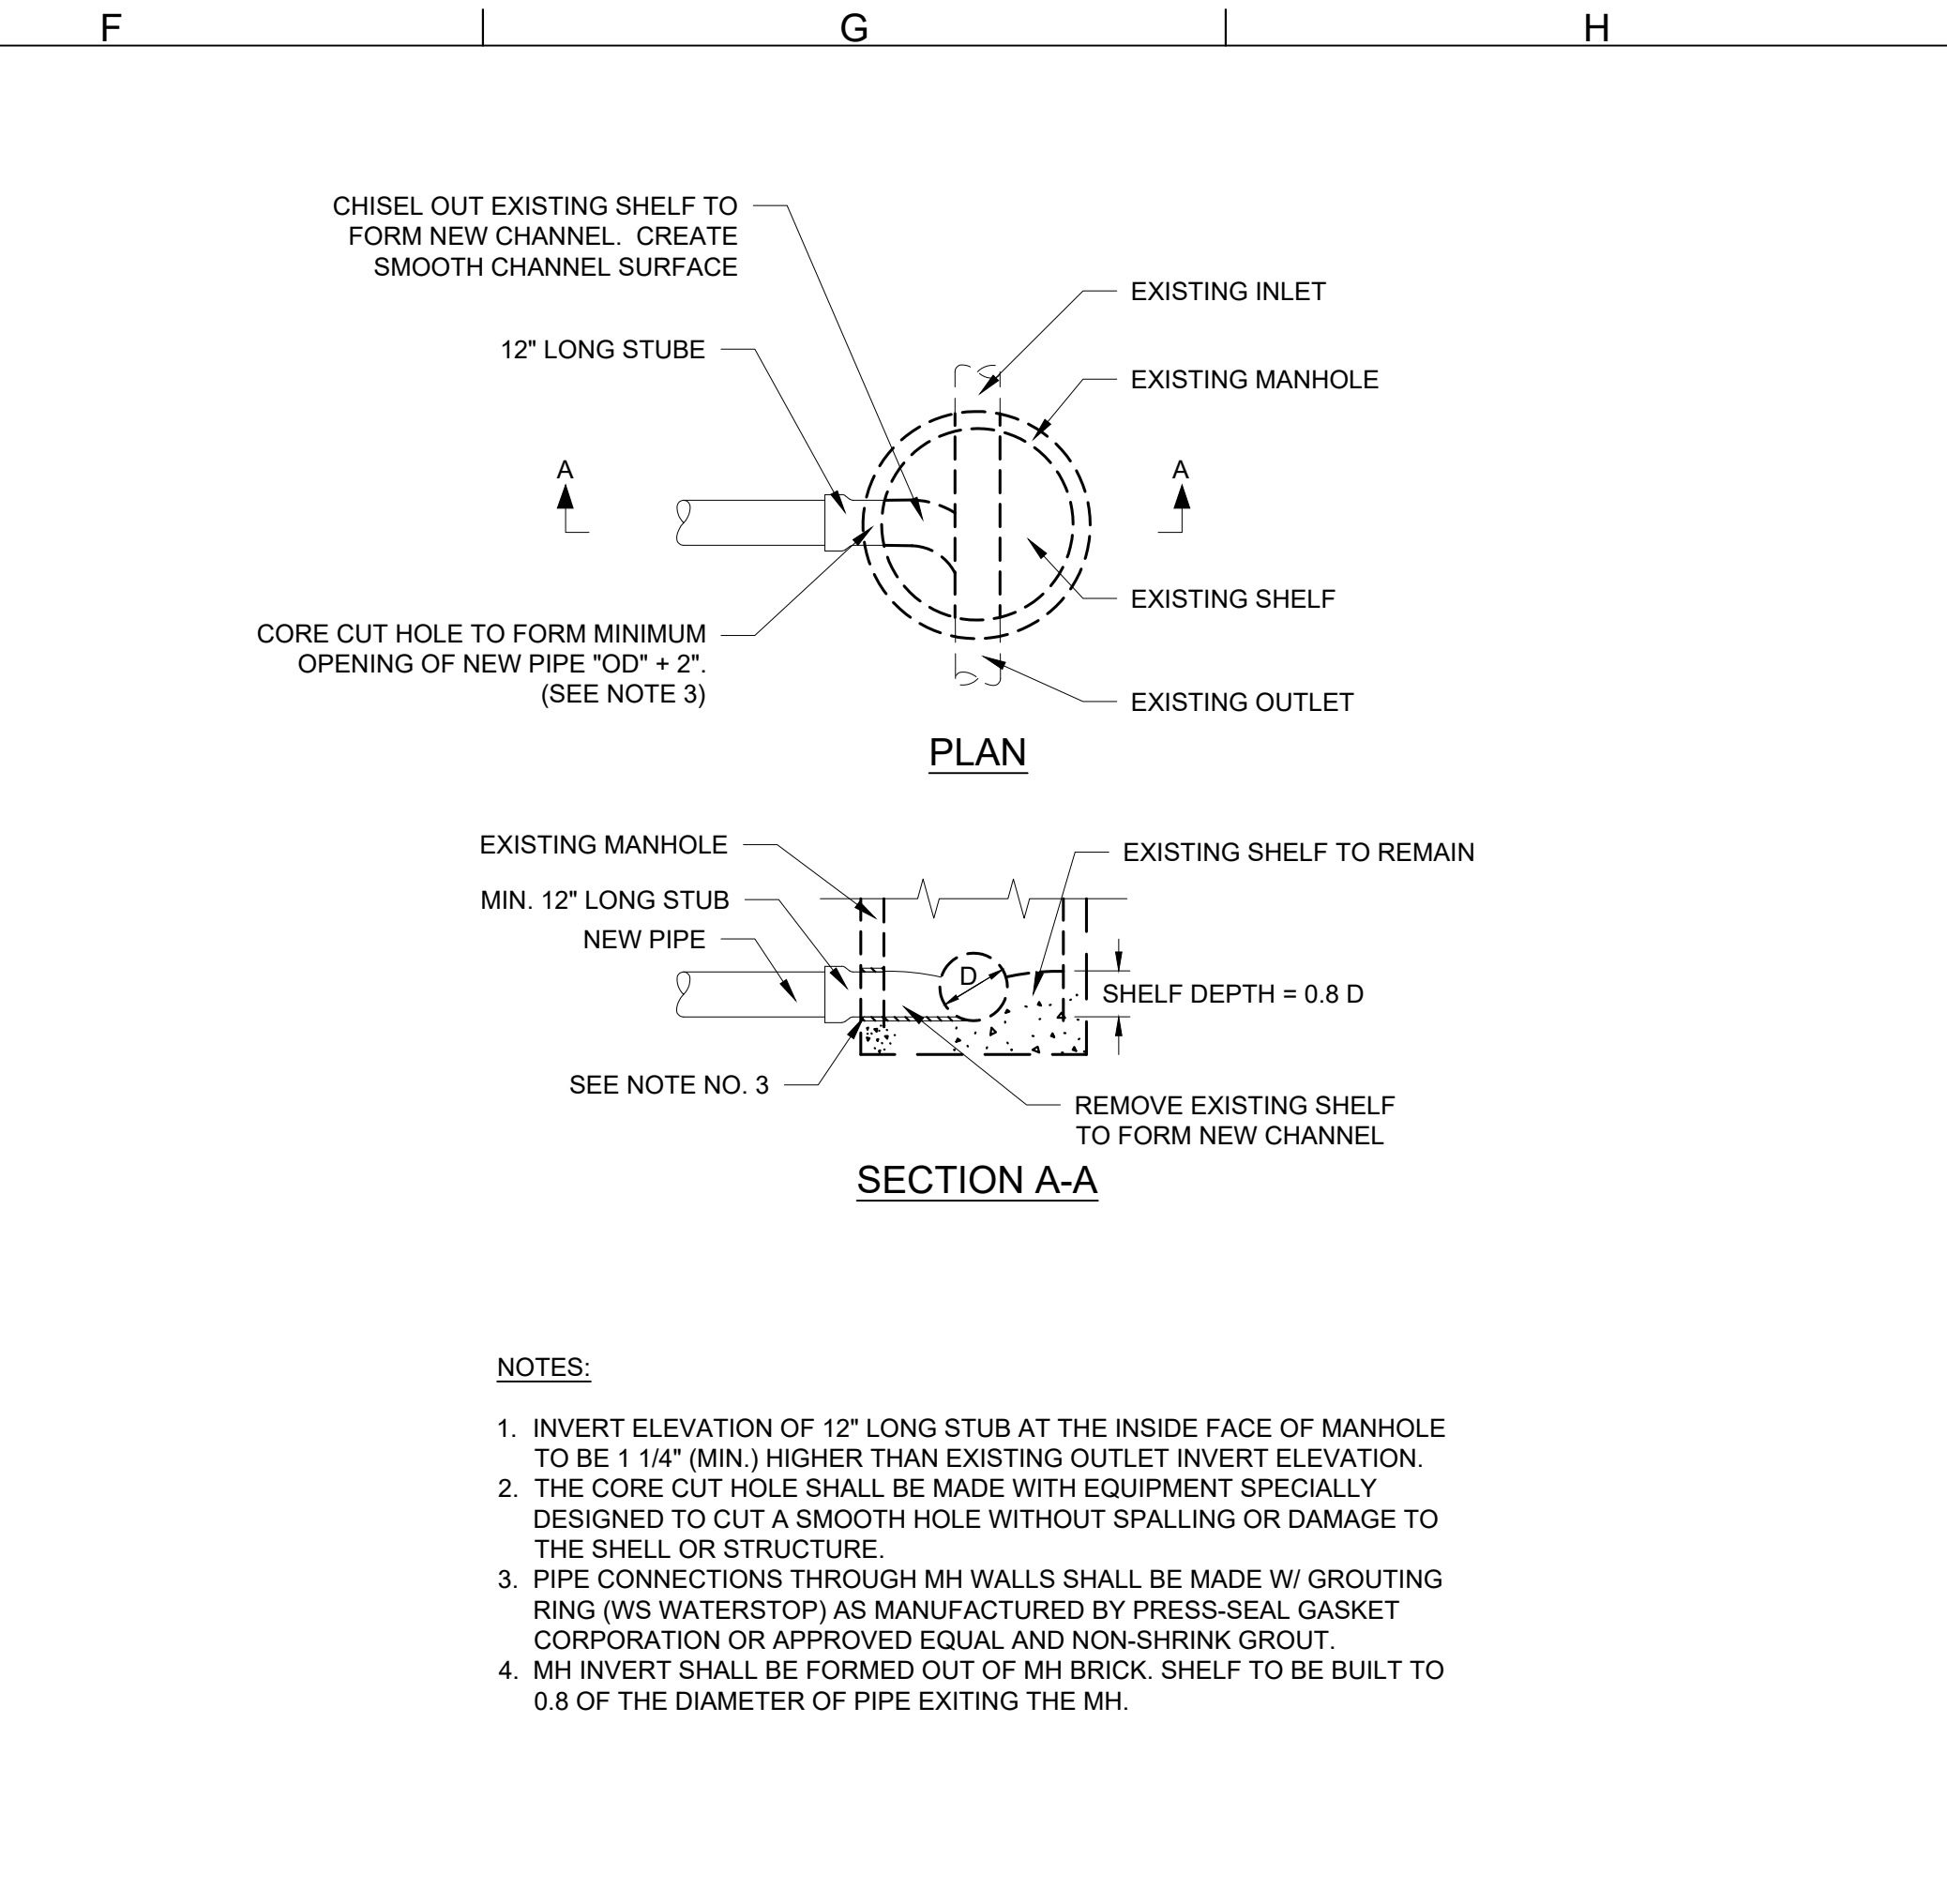 F
G
H
CHISEL OUT EXISTING SHELF TO
FORM NEW CHANNEL. CREATE
SMOOTH CHANNEL SURFACE
12" LONG STUBE
EXISTING INLET
EXISTING MANHOLE
A
A
EXISTING SHELF
CORE CUT HOLE TO FORM MINIMUM
OPENING OF NEW PIPE "OD" + 2".
(SEE NOTE 3)
EXISTING OUTLET
PLAN
EXISTING MANHOLE
EXISTING SHELF TO REMAIN
MIN. 12" LONG STUB
NEW PIPE
D
SHELF DEPTH = 0.8 D
SEE NOTE NO. 3
REMOVE EXISTING SHELF
TO FORM NEW CHANNEL
SECTION A-A
NOTES:
1. INVERT ELEVATION OF 12" LONG STUB AT THE INSIDE FACE OF MANHOLE
TO BE 1 1/4" (MIN.) HIGHER THAN EXISTING OUTLET INVERT ELEVATION.
2. THE CORE CUT HOLE SHALL BE MADE WITH EQUIPMENT SPECIALLY
DESIGNED TO CUT A SMOOTH HOLE WITHOUT SPALLING OR DAMAGE TO
THE SHELL OR STRUCTURE.
3. PIPE CONNECTIONS THROUGH MH WALLS SHALL BE MADE W/ GROUTING
RING (WS WATERSTOP) AS MANUFACTURED BY PRESS-SEAL GASKET
CORPORATION OR APPROVED EQUAL AND NON-SHRINK GROUT.
4. MH INVERT SHALL BE FORMED OUT OF MH BRICK. SHELF TO BE BUILT TO
0.8 OF THE DIAMETER OF PIPE EXITING THE MH.